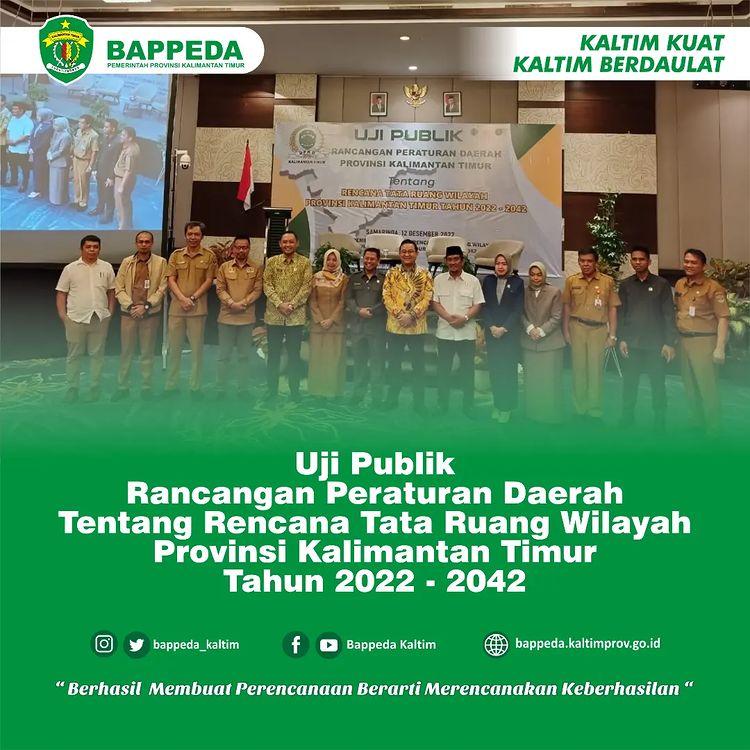 BAPPEDA
PEMERINTAH PROVINSI KALIMANTAN TIMUR
KALTIM KUAT
KALTIM BERDAULAT
UJI PUBLIK
RANCANGAN PERATURAN DAERAH
PROVINSI KALIMANTAN TIMUR
Tentang
RENCANA TATA RUANG WILAYAH
PROVINSI KALIMANTAN TIMUR TAHUN 2022 - 2042
SAMARINDA, 12 DESEMBER 2022
KALIMANTAN TIMUR
Uji Publik
Rancangan Peraturan Daerah
Tentang Rencana Tata Ruang Wilayah
Provinsi Kalimantan Timur
Tahun 2022 - 2042
bappeda_kaltim
Bappeda Kaltim
bappeda.kaltimprov.go.id
“ Berhasil Membuat Perencanaan Berarti Merencanakan Keberhasilan “